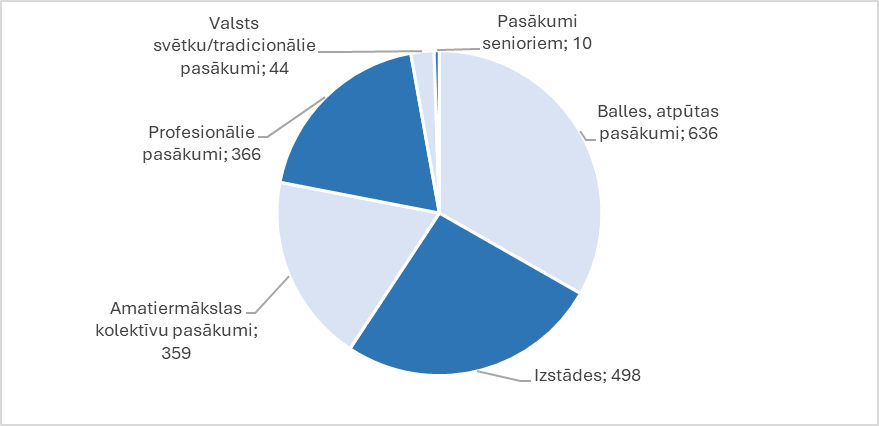 Valsts
svētku/tradicionālie
pasākumi; 44
Pasākumi
senioriem; 10
Balles, atpūtas
pasākumi; 636
Profesionālie
pasākumi; 366
Amatiermākslas
kolektīvu pasākumi;
359
Izstādes; 498